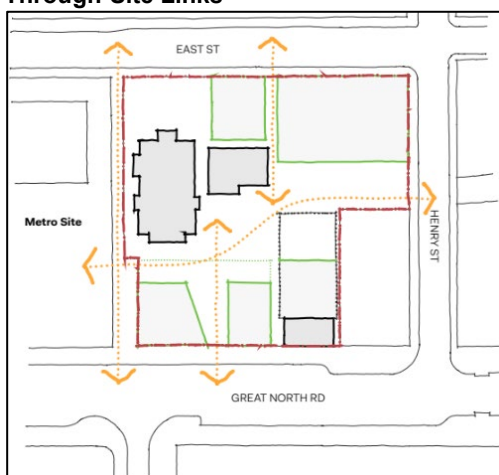 Through Site Links
EAST ST
Metro Site
HENRY ST
GREAT NORTH RD